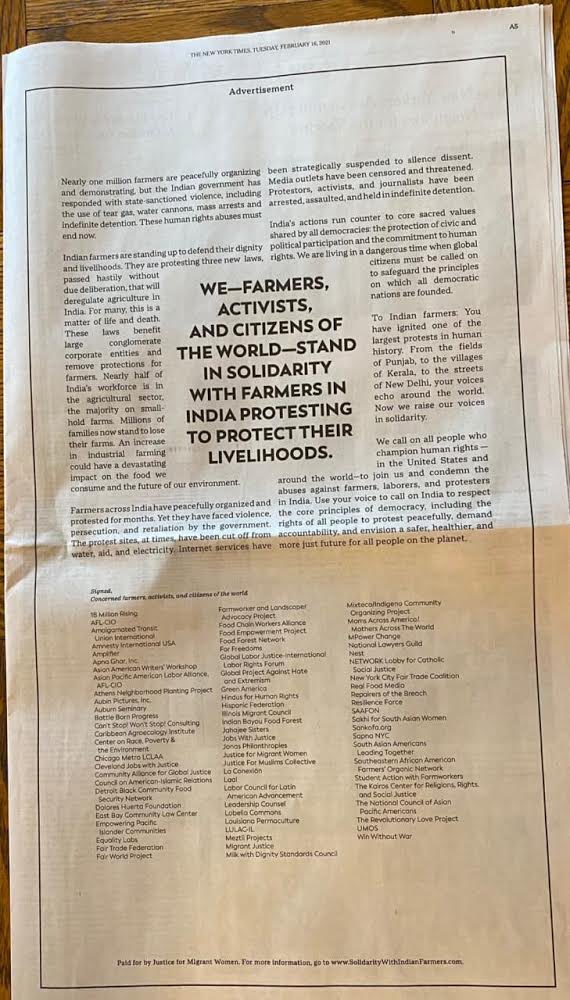 THE NEW YORK TIMES, TUESDAY, FEBRUARY 16, 2021
A5
Advertisement
Nearly one million farmers are peacefully organizing
and demonstrating, but the Indian government has
responded with state-sanctioned violence, including
the use of tear gas, water cannons, mass arrests and
indefinite detention. These human rights abuses must
end now.
Indian farmers are standing up to defend their dignity
and livelihoods. They are protesting three new laws,
passed hastily without
due deliberation, that will
deregulate agriculture in
India. For many, this is a
matter of life and death.
These laws benefit
large conglomerate
corporate entities and
remove protections for
farmers. Nearly half of
India's workforce is in
the agricultural sector,
the majority on small-
hold farms. Millions of
families now stand to lose
their farms. An increase
in industrial farming
could have a devastating
impact on the food we
consume and the future of our environment.
Farmers across India have peacefully organized and
protested for months. Yet they have faced violence,
persecution, and retaliation by the government.
The protest sites, at times, have been cut off from
water, aid, and electricity. Internet services have
WE—FARMERS,
ACTIVISTS,
AND CITIZENS OF
THE WORLD—STAND
IN SOLIDARITY
WITH FARMERS IN
INDIA PROTESTING
TO PROTECT THEIR
LIVELIHOODS.
been strategically suspended to silence dissent.
Media outlets have been censored and threatened.
Protestors, activists, and journalists have been
arrested, assaulted, and held in indefinite detention.
India's actions run counter to core sacred values
shared by all democracies: the protection of civic and
political participation and the commitment to human
rights. We are living in a dangerous time when global
citizens must be called on
to safeguard the principles
on which all democratic
nations are founded.
To Indian farmers: You
have ignited one of the
largest protests in human
history. From the fields
of Punjab, to the villages
of Kerala, to the streets
of New Delhi, your voices
echo around the world.
Now we raise our voices
in solidarity.
We call on all people who
champion human rights—
in the United States and
around the world—to join us and condemn the
abuses against farmers, laborers, and protesters
in India. Use your voice to call on India to respect
the core principles of democracy, including the
rights of all people to protest peacefully, demand
accountability, and envision a safer, healthier, and
more just future for all people on the planet.
Signed,
Concerned farmers, activists, and citizens of the world
18 Million Rising
AFL-CIO
Amalgamated Transit
Union International
Amnesty International USA
Amplifier
Apna Ghar, Inc.
Asian American Writers' Workshop
Asian Pacific American Labor Alliance,
AFL-CIO
Athens Neighborhood Planting Project
Aubin Pictures, Inc.
Auburn Seminary
Battle Born Progress
Can't Stop! Won't Stop! Consulting
Caribbean Agroecology Institute
Center on Race, Poverty &
the Environment
Chicago Metro LCLAA
Cleveland Jobs with Justice
Community Alliance for Global Justice
Council on American-Islamic Relations
Detroit Black Community Food
Security Network
Dolores Huerta Foundation
East Bay Community Law Center
Empowering Pacific
Islander Communities
Equality Labs
Fair Trade Federation
Fair World Project
Farmworker and Landscaper
Advocacy Project
Food Chain Workers Alliance
Food Empowerment Project
Food Forest Network
For Freedoms
Global Labor Justice-International
Labor Rights Forum
Global Project Against Hate
and Extremism
Green America
Hindus for Human Rights
Hispanic Federation
Illinois Migrant Council
Indian Bayou Food Forest
Jahajee Sisters
Jobs With Justice
Jonas Philanthropies
Justice for Migrant Women
Justice For Muslims Collective
La Conexión
Laal
Labor Council for Latin
American Advancement
Leadership Counsel
Lobelia Commons
Louisiana Permaculture
LULAC-IL
Meztli Projects
Migrant Justice
Milk with Dignity Standards Council
Mixteco/Indígena Community
Organizing Project
Moms Across America/
Mothers Across The World
MPower Change
National Lawyers Guild
Nest
NETWORK Lobby for Catholic
Social Justice
New York City Fair Trade Coalition
Real Food Media
Repairers of the Breach
Resilience Force
SAAFON
Sakhi for South Asian Women
Sankofa.org
Sapna NYC
South Asian Americans
Leading Together
Southeastern African American
Farmers' Organic Network
Student Action with Farmworkers
The Kairos Center for Religions, Rights,
and Social Justice
The National Council of Asian
Pacific Americans
The Revolutionary Love Project
UMOS
Win Without War
Paid for by Justice for Migrant Women. For more information, go to www.SolidarityWithIndianFarmers.com.